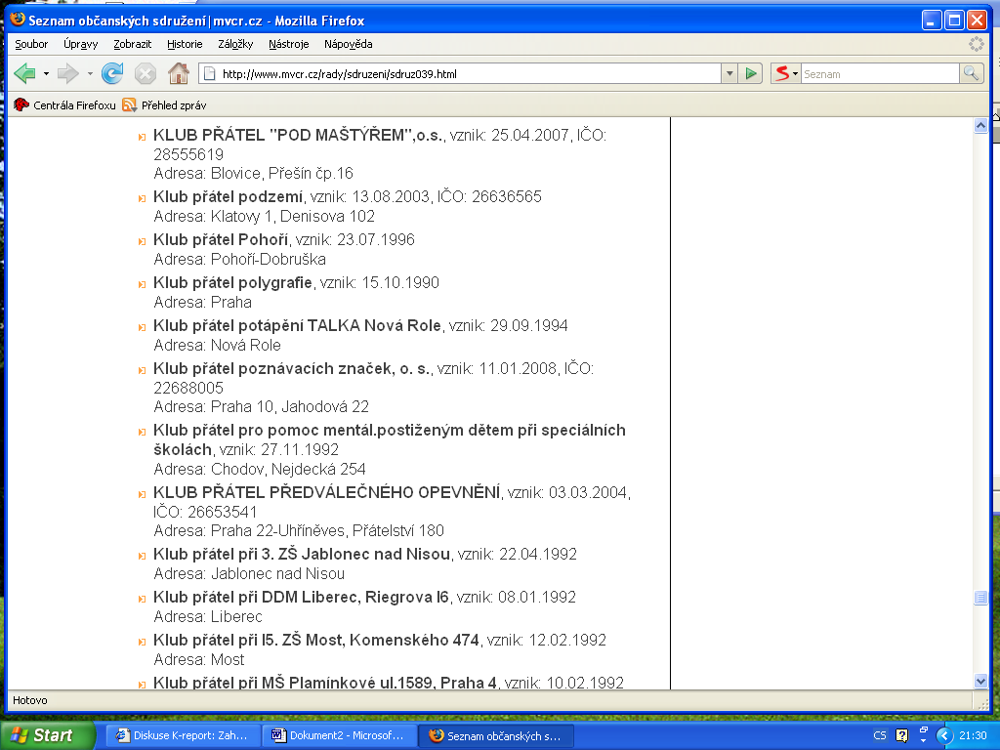 Seznam občanských sdružení|mvcr.cz - Mozilla Firefox
Soubor Úpravy Zobrazit Historie Záložky Nástroje Nápověda
http://www.mvcr.cz/rady/sdruzeni/sdruz039.html
Seznam
Centrála Firefoxu Přehled zpráv
KLUB PŘÁTEL "POD MAŠTÝŘEM",o.s., vznik: 25.04.2007, IČO:
28555619
Adresa: Blovice, Přešín čp.16
Klub přátel podzemí, vznik: 13.08.2003, IČO: 26636565
Adresa: Klatovy 1, Denisova 102
Klub přátel Pohoří, vznik: 23.07.1996
Adresa: Pohoří-Dobruška
Klub přátel polygrafie, vznik: 15.10.1990
Adresa: Praha
Klub přátel potápění TALKA Nová Role, vznik: 29.09.1994
Adresa: Nová Role
Klub přátel poznávacích značek, o. s., vznik: 11.01.2008, IČO:
22688005
Adresa: Praha 10, Jahodová 22
Klub přátel pro pomoc mentál.postiženým dětem při speciálních
školách, vznik: 27.11.1992
Adresa: Chodov, Nejdecká 254
KLUB PŘÁTEL PŘEDVÁLEČNÉHO OPEVNĚNÍ, vznik: 03.03.2004,
IČO: 26653541
Adresa: Praha 22-Uhříněves, Přátelství 180
Klub přátel při 3. ZŠ Jablonec nad Nisou, vznik: 22.04.1992
Adresa: Jablonec nad Nisou
Klub přátel při DDM Liberec, Riegrova I6, vznik: 08.01.1992
Adresa: Liberec
Klub přátel při I5. ZŠ Most, Komenského 474, vznik: 12.02.1992
Adresa: Most
Klub přátel při MŠ Plamínkové ul.1589, Praha 4, vznik: 10.02.1992
Hotovo
Start Diskuse K-report: Zah... Dokument2 - Microsof... Seznam občanských s... CS 21:30